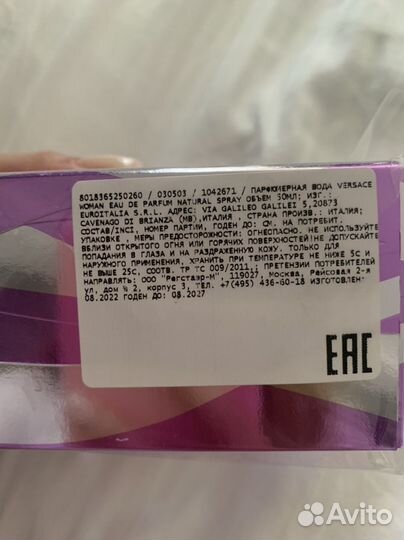 8018365250260 / 030503 / 1042671 / ПАРФЮМЕРНАЯ ВОДА VERSACE
WOMAN EAU DE PARFUM NATURAL SPRAY ОБЪЕМ 50МЛ; ИЗГ.:
EUROITALIA S.R.L. АДРЕС: VIA GALILEO GALILEI 5,20873
CAVENAGO DI BRIANZA (MB),ИТАЛИЯ , СТРАНА ПРОИЗВ.: ИТАЛИЯ;
СОСТАВ/INCI, НОМЕР ПАРТИИ, ГОДЕН ДО: СМ. НА ПОТРЕБИТ.
УПАКОВКЕ , МЕРЫ ПРЕДОСТОРОЖНОСТИ: ОГНЕОПАСНО, НЕ ИСПОЛЬЗУЙТЕ
ВБЛИЗИ ОТКРЫТОГО ОГНЯ ИЛИ ГОРЯЧИХ ПОВЕРХНОСТЕЙ!НЕ ДОПУСКАЙТЕ
ПОПАДАНИЯ В ГЛАЗА И НА РАЗДРАЖЕННУЮ КОЖУ. ТОЛЬКО ДЛЯ
НАРУЖНОГО ПРИМЕНЕНИЯ, ХРАНИТЬ ПРИ ТЕМПЕРАТУРЕ НЕ НИЖЕ 5С И
НЕ ВЫШЕ 25С, СООТВ. ТР ТС 009/2011,; ПРЕТЕНЗИИ ПОТРЕБИТЕЛЕЙ
НАПРАВЛЯТЬ: ООО "Регстаэр-М", 119027, Москва, Рейсовая 2-я
ул, дом № 2, корпус 3, ТЕЛ. +7(495) 436-60-18 ИЗГОТОВЛЕН:
08.2022 ГОДЕН ДО: 08.2027
EAC
Avito